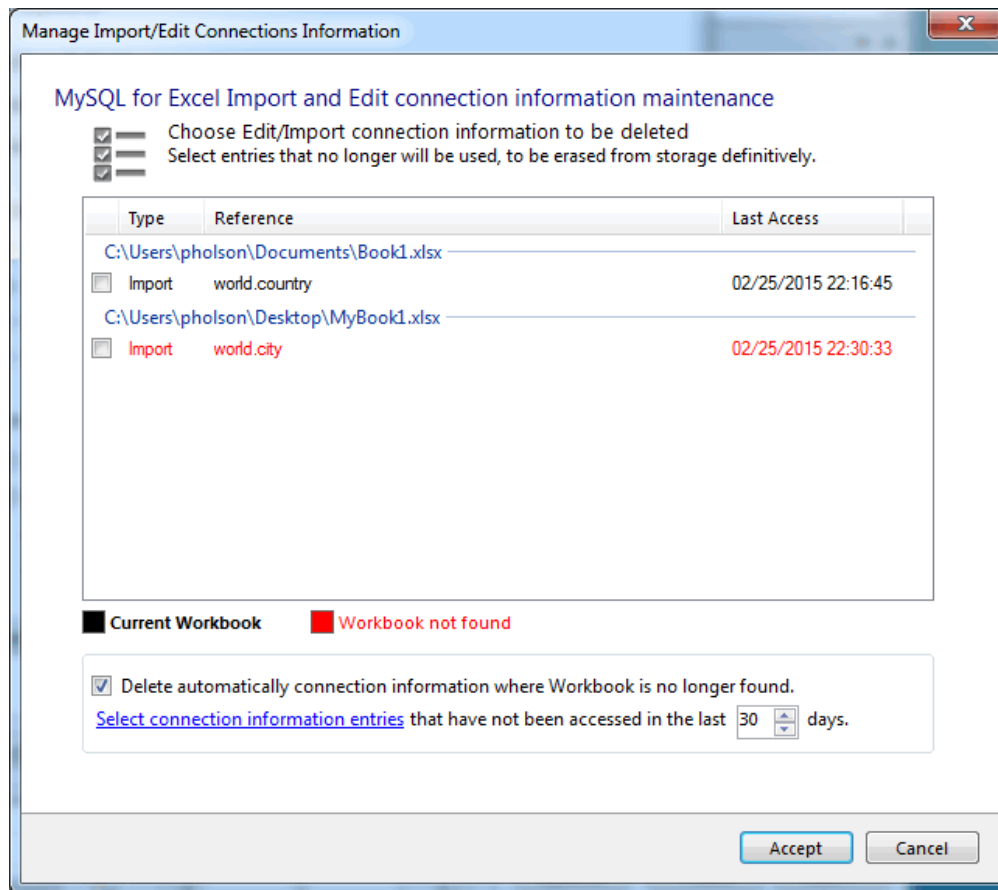 Manage Import/Edit Connections Information
MySQL for Excel Import and Edit connection information maintenance
Choose Edit/Import connection information to be deleted
Select entries that no longer will be used, to be erased from storage definitively.
Type Reference Last Access
C:\Users\pholson\Documents\Book1.xlsx
Import world.country 02/25/2015 22:16:45
C:\Users\pholson\Desktop\MyBook1.xlsx
Import world.city 02/25/2015 22:30:33
Current Workbook Workbook not found
Delete automatically connection information where Workbook is no longer found.
Select connection information entries that have not been accessed in the last 30 days.
Accept Cancel